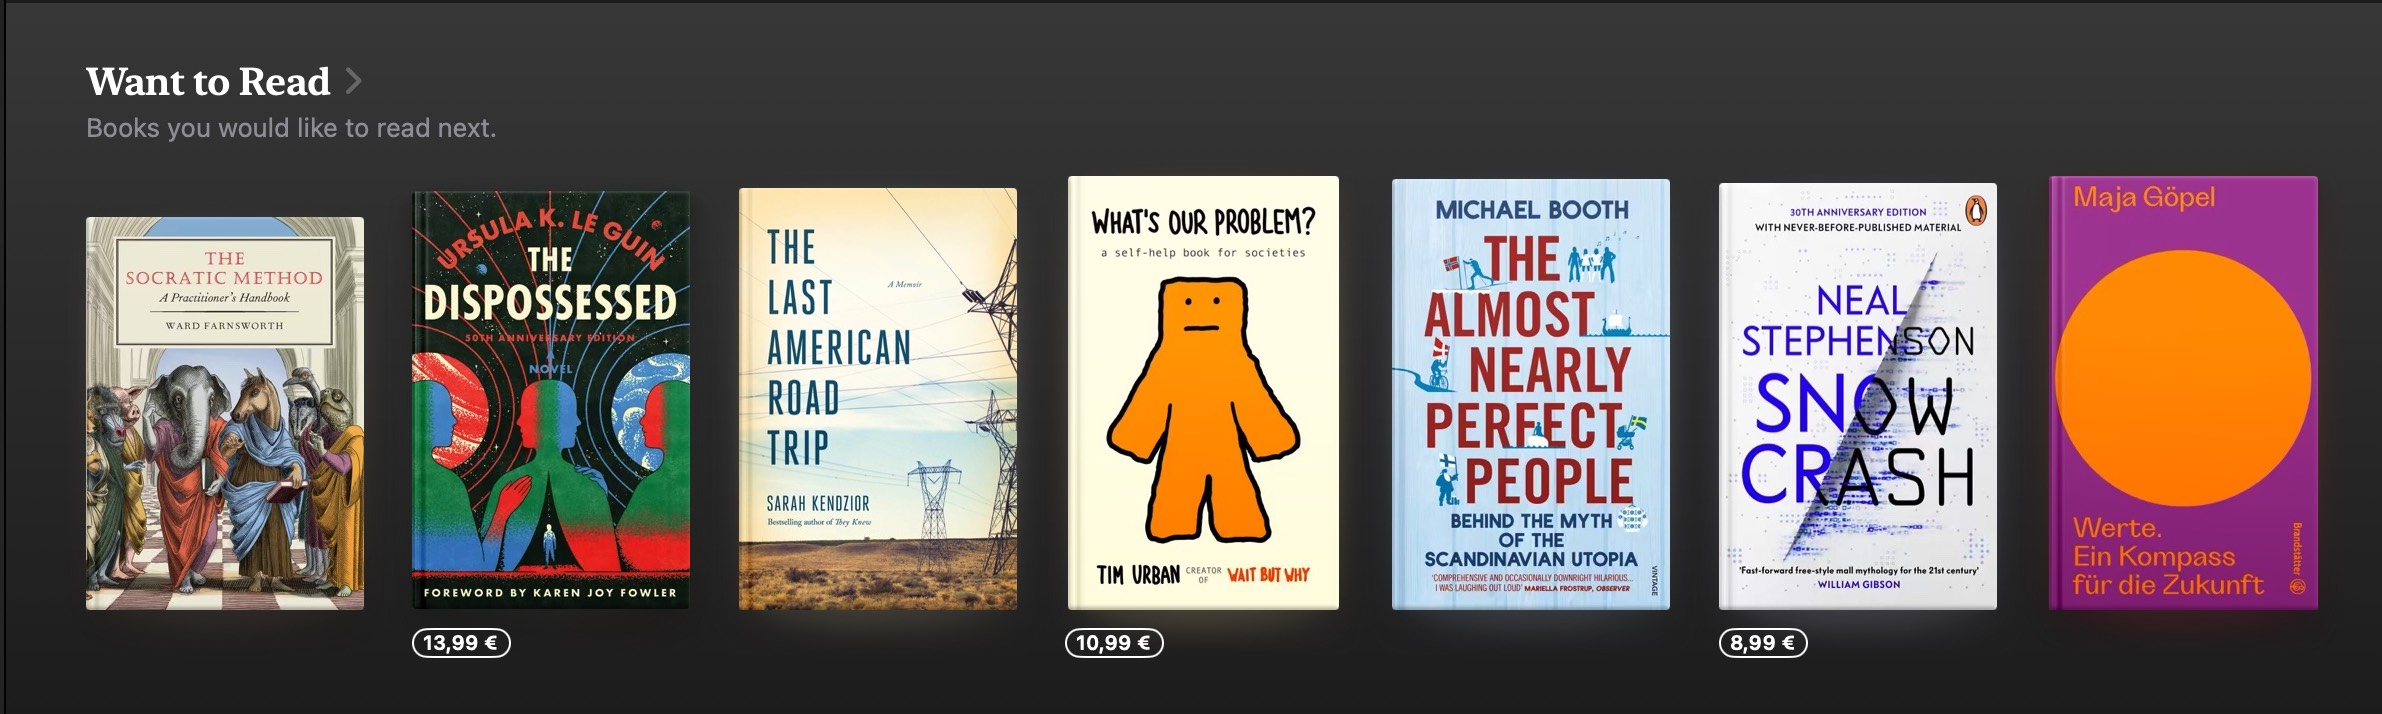 Want to Read
Books you would like to read next.
THE
SOCRATIC METHOD
A Practitioner's Handbook
WARD FARNSWORTH
URSULA K. LE GUIN
THE
DISPOSSESSED
50TH ANNIVERSARY EDITION
A
NOVEL
FOREWORD BY KAREN JOY FOWLER
13,99 €
THE
LAST
A Memoir
AMERICAN
ROAD
TRIP
SARAH KENDZIOR
Bestselling author of They Knew
WHAT'S OUR PROBLEM?
a self-help book for societies
TIM URBAN CREATOR OF WAIT BUT WHY
10,99 €
MICHAEL BOOTH
THE
ALMOST
NEARLY
PERFECT
PEOPLE
BEHIND THE MYTH
OF THE
SCANDINAVIAN UTOPIA
'COMPREHENSIVE AND OCCASIONALLY DOWNRIGHT HILARIOUS...
I WAS LAUGHING OUT LOUD' MARIELLA FROSTRUP, OBSERVER
VINTAGE
30TH ANNIVERSARY EDITION
WITH NEVER-BEFORE-PUBLISHED MATERIAL
NEAL
STEPHENSON
SNOW
CRASH
'Fast-forward free-style mall mythology for the 21st century'
WILLIAM GIBSON
8,99 €
Maja Göpel
Werte.
Ein Kompass
für die Zukunft
Brandstätter